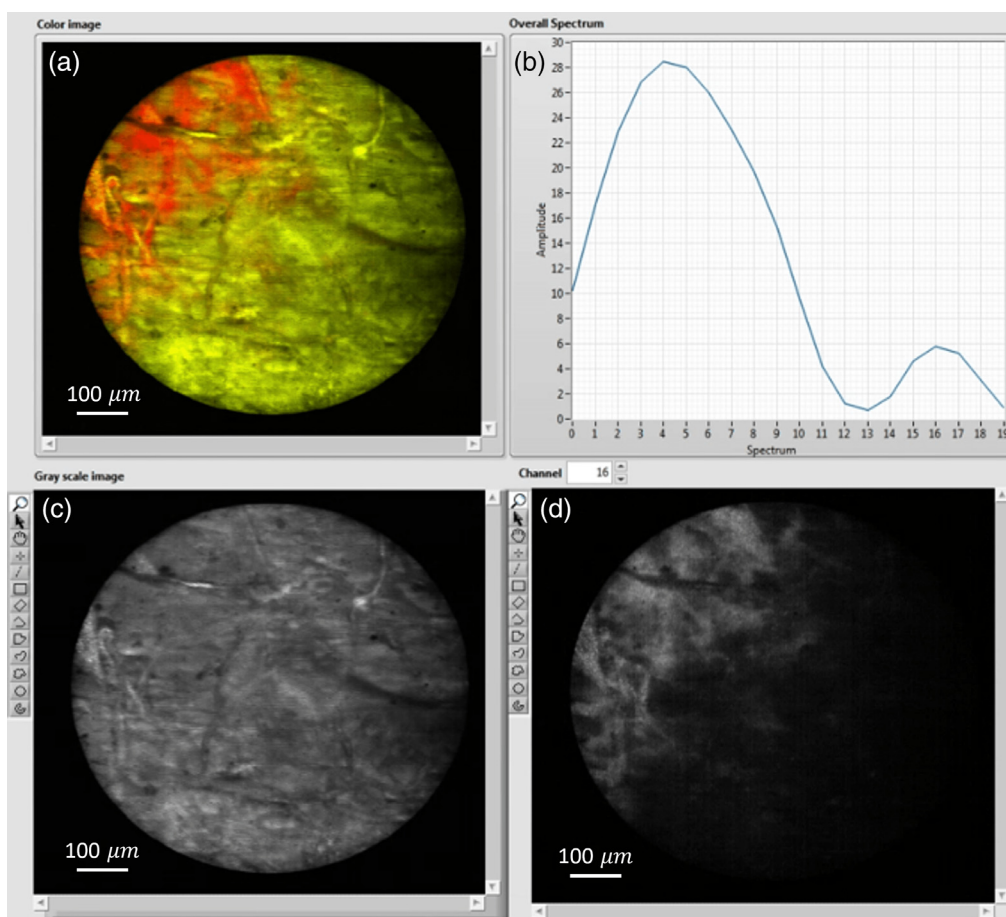 Color image
(a)
100 μm
Overall Spectrum
(b)
Amplitude
30
28
26
24
22
20
18
16
14
12
10
8
6
4
2
0
0 1 2 3 4 5 6 7 8 9 10 11 12 13 14 15 16 17 18 19
Spectrum
Gray scale image
(c)
100 μm
Channel 16
(d)
100 μm